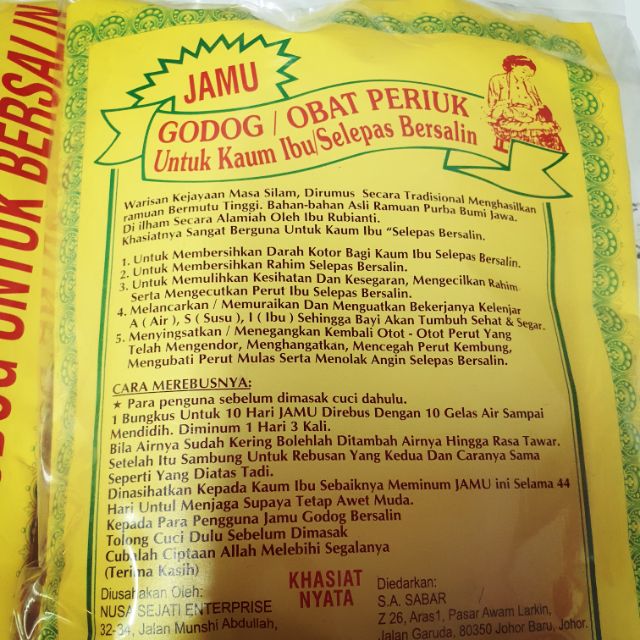 JAMU
GODOG / OBAT PERIUK
Untuk Kaum Ibu/Selepas Bersalin
Warisan Kejayaan Masa Silam, Dirumus Secara Tradisional Menghasilkan
ramuan Bermutu Tinggi. Bahan-bahan Asli Ramuan Purba Bumi Jawa.
Di ilham Secara Alamiah Oleh Ibu Rubianti.
Khasiatnya Sangat Berguna Untuk Kaum Ibu "Selepas Bersalin.
1. Untuk Membersihkan Darah Kotor Bagi Kaum Ibu Selepas Bersalin.
2. Untuk Membersihkan Rahim Selepas Bersalin.
3. Untuk Memulihkan Kesihatan Dan Kesegaran, Mengecilkan Rahim
Serta Mengecutkan Perut Ibu Selepas Bersalin.
4. Melancarkan / Memuraikan Dan Menguatkan Bekerjanya Kelenjar
A ( Air ), S ( Susu ), I ( Ibu ) Sehingga Bayi Akan Tumbuh Sehat & Segar.
5. Menyingsatkan / Menegangkan Kembali Otot - Otot Perut Yang
Telah Mengendor, Menghangatkan, Mencegah Perut Kembung,
Mengubati Perut Mulas Serta Menolak Angin Selepas Bersalin.
CARA MEREBUSNYA:
★ Para penguna sebelum dimasak cuci dahulu.
1 Bungkus Untuk 10 Hari JAMU Direbus Dengan 10 Gelas Air Sampai
Mendidih. Diminum 1 Hari 3 Kali.
Bila Airnya Sudah Kering Bolehlah Ditambah Airnya Hingga Rasa Tawar.
Setelah Itu Sambung Untuk Rebusan Yang Kedua Dan Caranya Sama
Seperti Yang Diatas Tadi.
Dinasihatkan Kepada Kaum Ibu Sebaiknya Meminum JAMU ini Selama 44
Hari Untul Menjaga Supaya Tetap Awet Muda.
Kepada Para Pengguna Jamu Godog Bersalin
Tolong Cuci Dulu Sebelum Dimasak
Cubalah Ciptaan Allah Melebihi Segalanya
(Terima Kasih)
KHASIAT
NYATA
Diusahakan Oleh:
NUSA SEJATI ENTERPRISE
32-34, Jalan Munshi Abdullah,
Diedarkan:
S.A. SABAR
Z 26, Aras1, Pasar Awam Larkin,
Jalan Garuda, 80350 Johor Baru, Johor.
UNTUK BERSALIN